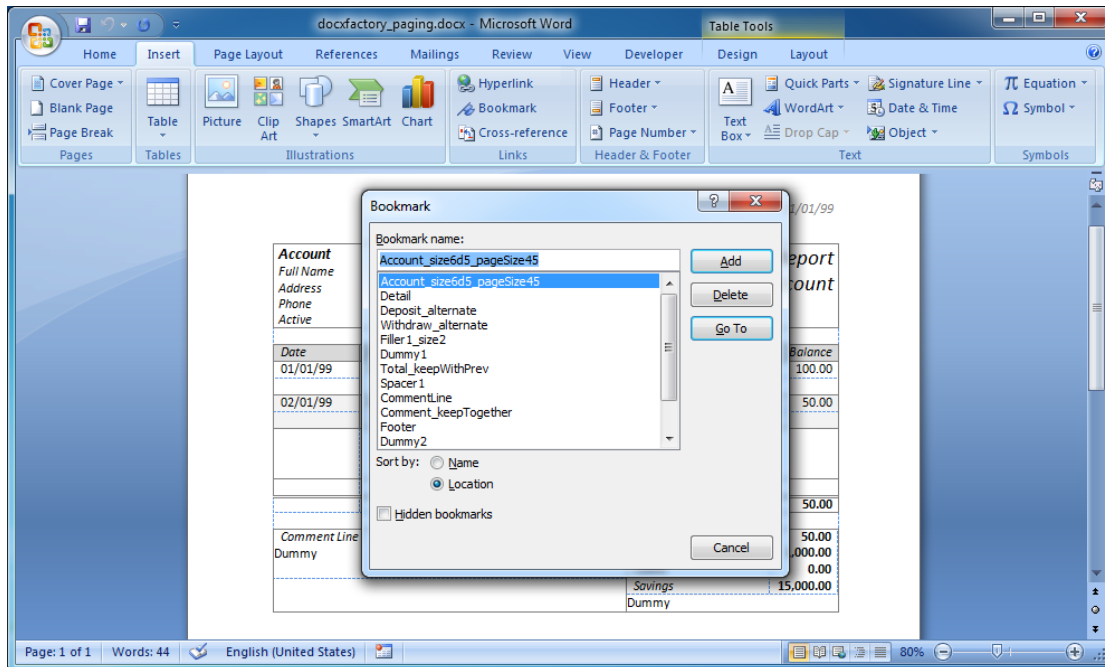 docxfactory_paging.docx - Microsoft Word
Table Tools
Home Insert Page Layout References Mailings Review View Developer Design Layout
Cover Page
Blank Page
Page Break
Pages
Table
Tables
Picture Clip Art Shapes SmartArt Chart
Illustrations
Hyperlink
Bookmark
Cross-reference
Links
Header
Footer
Page Number
Header & Footer
Text Box
Quick Parts
WordArt
Drop Cap
Signature Line
Date & Time
Object
Text
π Equation
Ω Symbol
Symbols
1/01/99
Account
Full Name
Address
Phone
Active
eport
count
Date
Balance
01/01/99
100.00
02/01/99
50.00
50.00
Comment Line
50.00
Dummy
,000.00
0.00
Savings
15,000.00
Dummy
Bookmark
Bookmark name:
Account_size6d5_pageSize45
Account_size6d5_pageSize45
Detail
Deposit_alternate
Withdraw_alternate
Filler1_size2
Dummy1
Total_keepWithPrev
Spacer1
CommentLine
Comment_keepTogether
Footer
Dummy2
Add
Delete
Go To
Sort by:
Name
Location
Hidden bookmarks
Cancel
Page: 1 of 1 Words: 44 English (United States) 80%